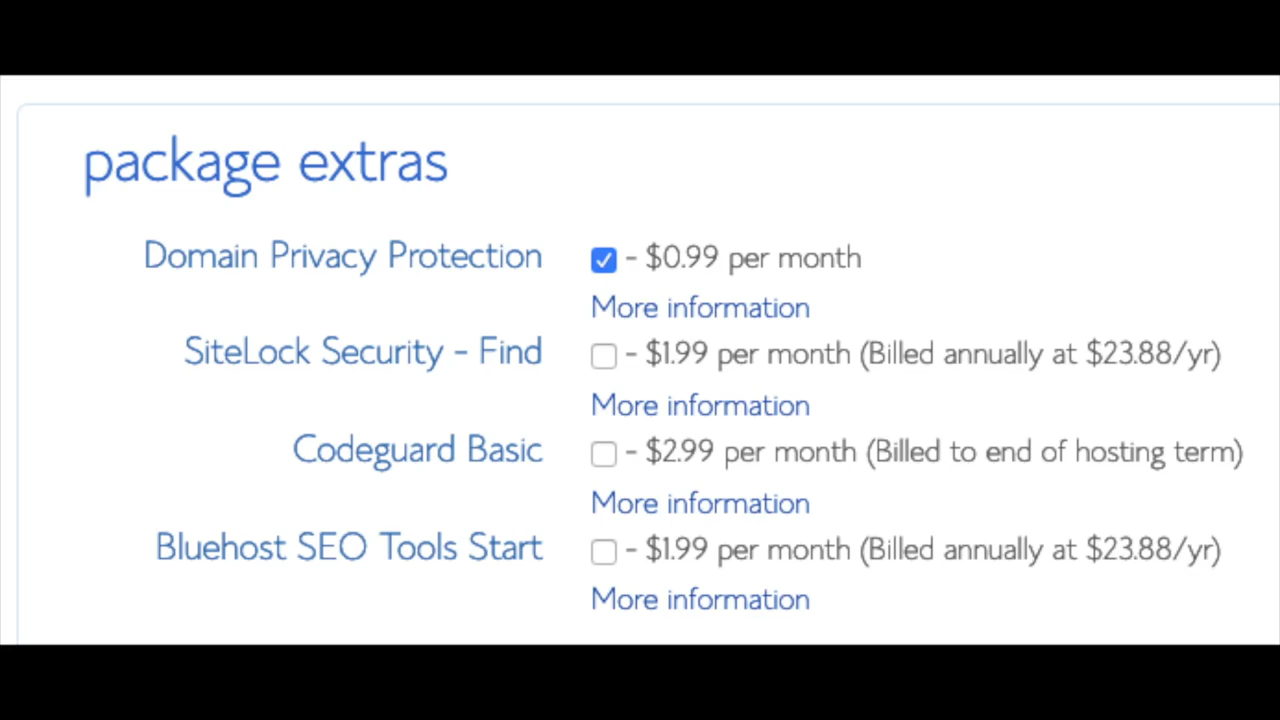 package extras
Domain Privacy Protection - $0.99 per month
More information
SiteLock Security - Find - $1.99 per month (Billed annually at $23.88/yr)
More information
Codeguard Basic - $2.99 per month (Billed to end of hosting term)
More information
Bluehost SEO Tools Start - $1.99 per month (Billed annually at $23.88/yr)
More information